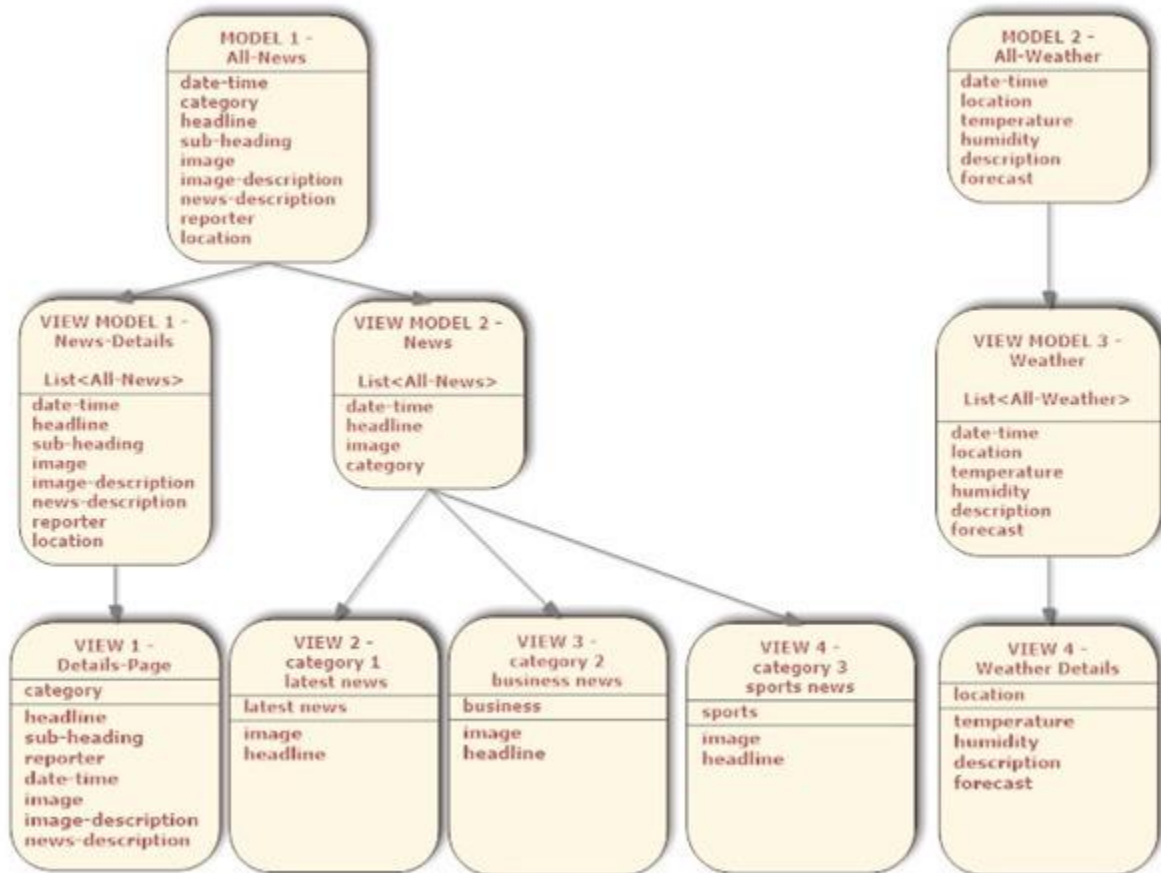 MODEL 1 -
All-News
date-time
category
headline
sub-heading
image
image-description
news-description
reporter
location
MODEL 2 -
All-Weather
date-time
location
temperature
humidity
description
forecast
VIEW MODEL 1 -
News-Details
List<All-News>
date-time
headline
sub-heading
image
image-description
news-description
reporter
location
VIEW MODEL 2 -
News
List<All-News>
date-time
headline
image
category
VIEW MODEL 3 -
Weather
List<All-Weather>
date-time
location
temperature
humidity
description
forecast
VIEW 1 -
Details-Page
category
headline
sub-heading
reporter
date-time
image
image-description
news-description
VIEW 2 -
category 1
latest news
latest news
image
headline
VIEW 3 -
category 2
business news
business
image
headline
VIEW 4 -
category 3
sports news
sports
image
headline
VIEW 4 -
Weather Details
location
temperature
humidity
description
forecast